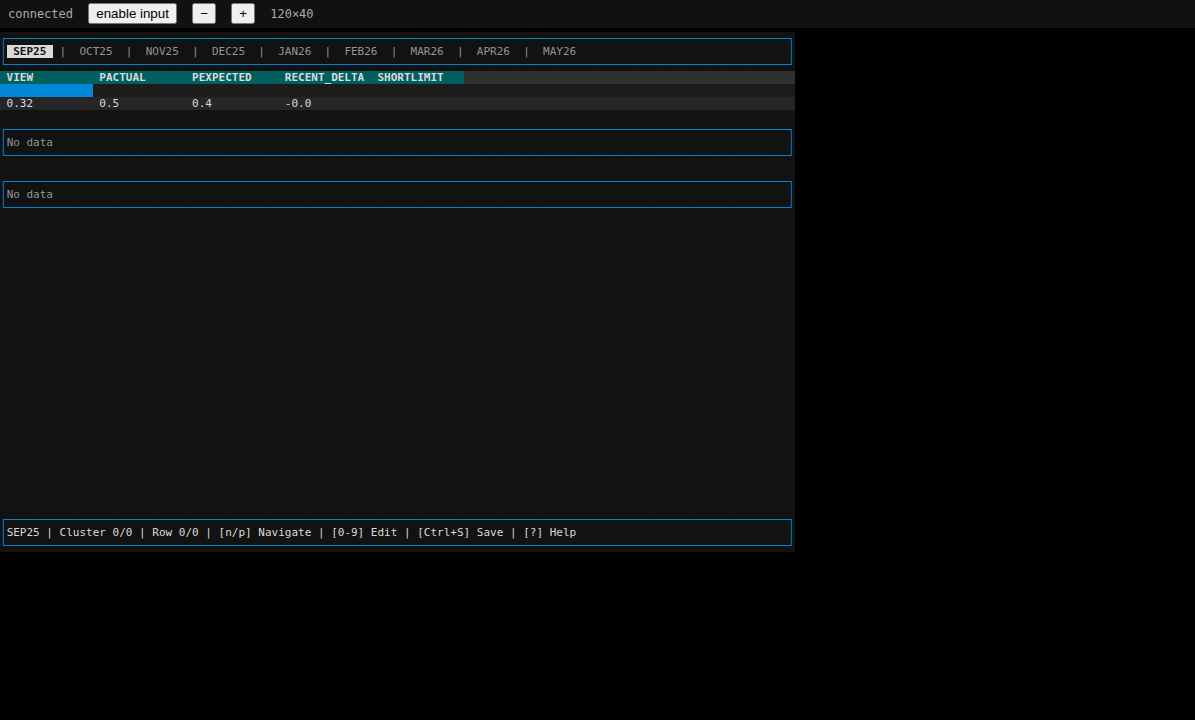 connected enable input − + 120×40
SEP25 | OCT25 | NOV25 | DEC25 | JAN26 | FEB26 | MAR26 | APR26 | MAY26
VIEW PACTUAL PEXPECTED RECENT_DELTA SHORTLIMIT
0.32 0.5 0.4 -0.0
No data
No data
SEP25 | Cluster 0/0 | Row 0/0 | [n/p] Navigate | [0-9] Edit | [Ctrl+S] Save | [?] Help